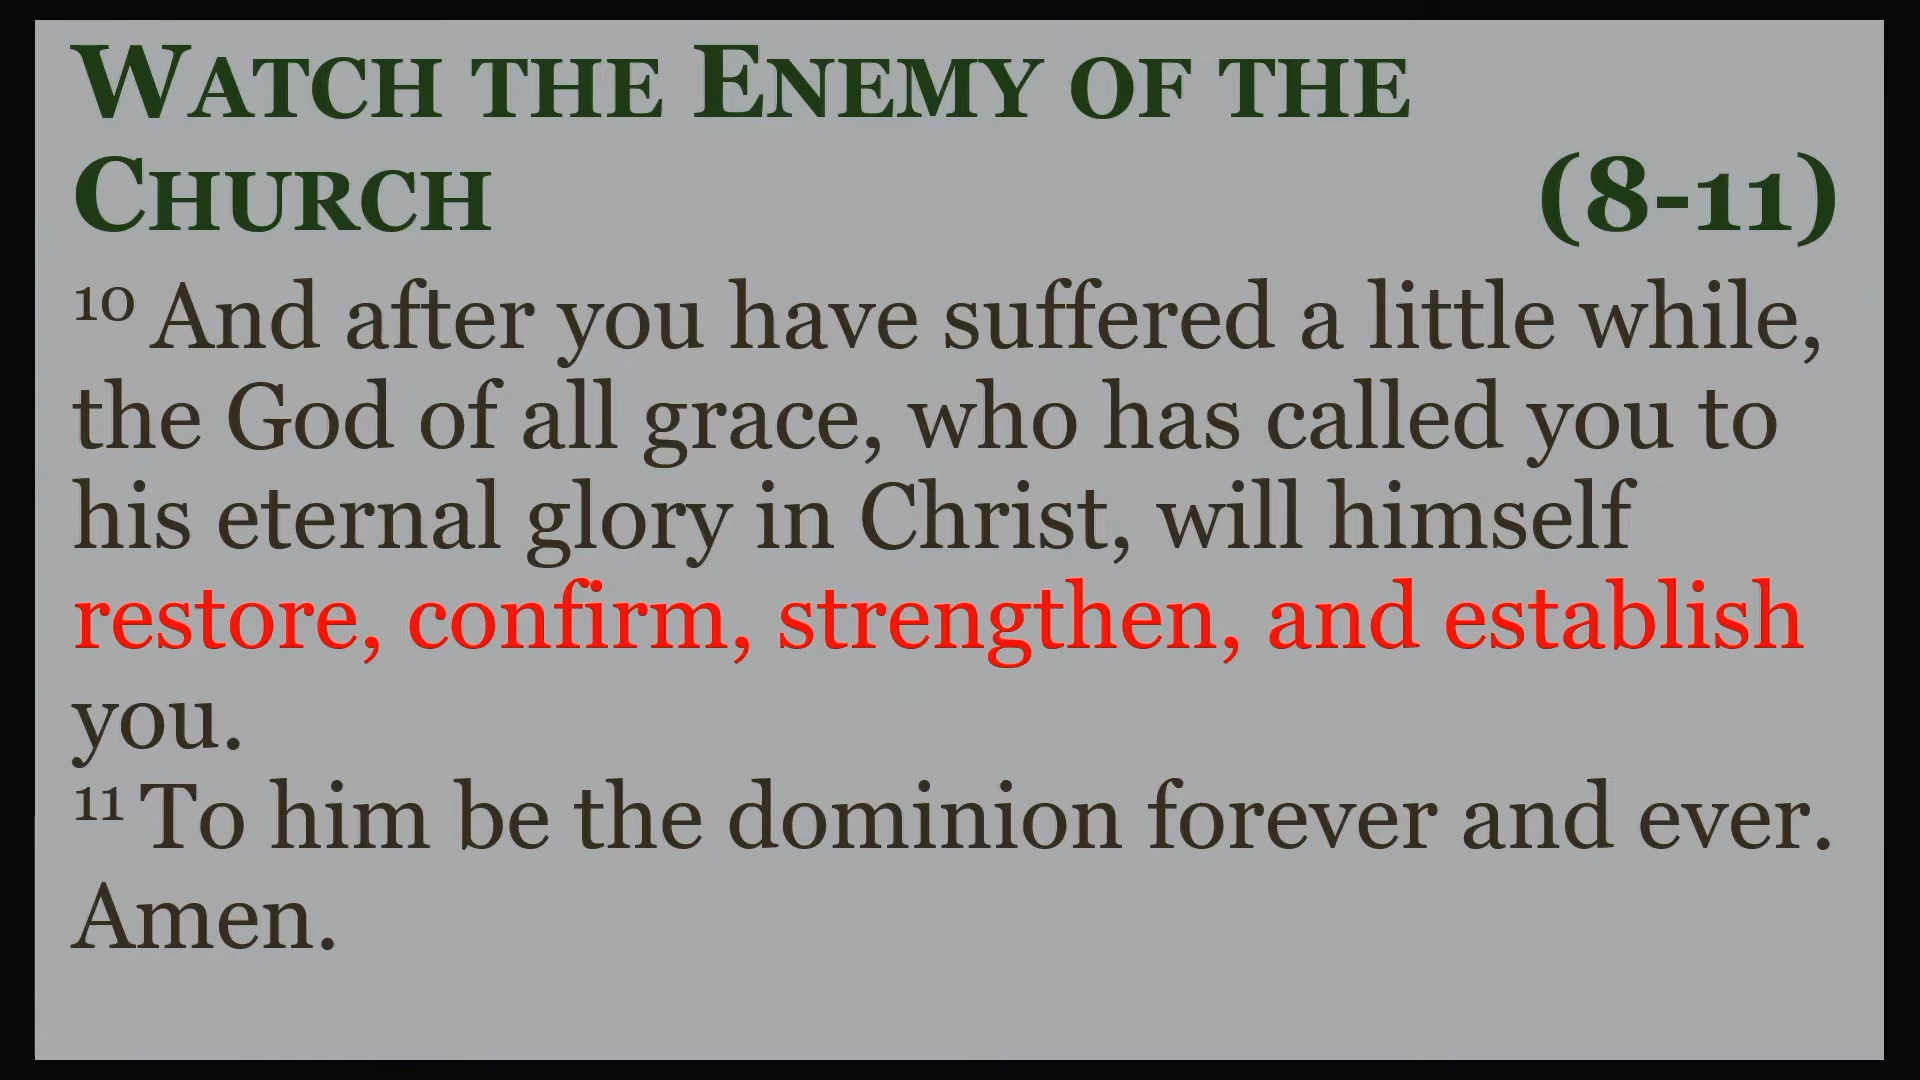 WATCH THE ENEMY OF THE
CHURCH (8-11)
10 And after you have suffered a little while,
the God of all grace, who has called you to
his eternal glory in Christ, will himself
restore, confirm, strengthen, and establish
you.
11 To him be the dominion forever and ever.
Amen.